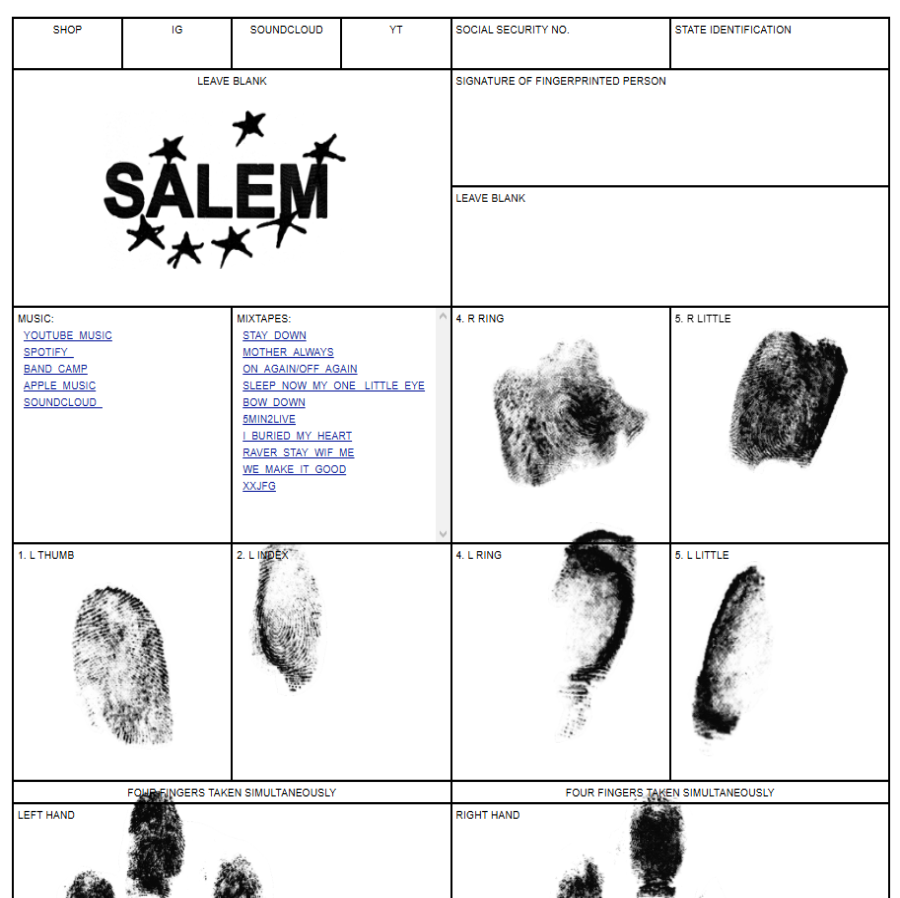 SHOP
IG
SOUNDCLOUD
YT
SOCIAL SECURITY NO.
STATE IDENTIFICATION
LEAVE BLANK
SALEM
SIGNATURE OF FINGERPRINTED PERSON
LEAVE BLANK
MUSIC:
YOUTUBE MUSIC
SPOTIFY
BAND CAMP
APPLE MUSIC
SOUNDCLOUD
MIXTAPES:
STAY DOWN
MOTHER ALWAYS
ON AGAIN/OFF AGAIN
SLEEP NOW MY ONE LITTLE EYE
BOW DOWN
5MIN2LIVE
I BURIED MY HEART
RAVER STAY WIF ME
WE MAKE IT GOOD
XXJFG
4. R RING
5. R LITTLE
1. L THUMB
2. L INDEX
4. L RING
5. L LITTLE
FOUR FINGERS TAKEN SIMULTANEOUSLY
FOUR FINGERS TAKEN SIMULTANEOUSLY
LEFT HAND
RIGHT HAND